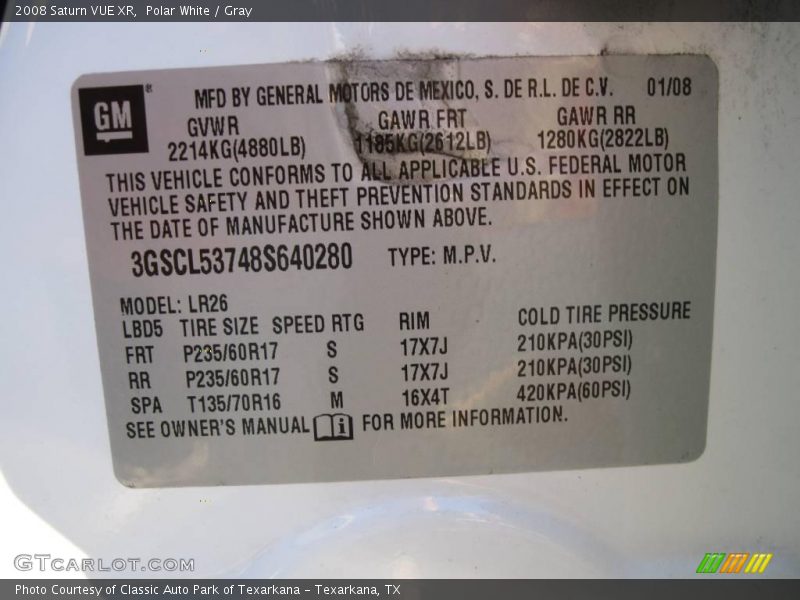 2008 Saturn VUE XR, Polar White / Gray
GM ®
MFD BY GENERAL MOTORS DE MEXICO, S. DE R.L. DE C.V. 01/08
GVWR GAWR FRT GAWR RR
2214KG(4880LB) 1185KG(2612LB) 1280KG(2822LB)
THIS VEHICLE CONFORMS TO ALL APPLICABLE U.S. FEDERAL MOTOR
VEHICLE SAFETY AND THEFT PREVENTION STANDARDS IN EFFECT ON
THE DATE OF MANUFACTURE SHOWN ABOVE.
3GSCL53748S640280 TYPE: M.P.V.
MODEL: LR26
LBD5 TIRE SIZE SPEED RTG RIM COLD TIRE PRESSURE
FRT P235/60R17 S 17X7J 210KPA(30PSI)
RR P235/60R17 S 17X7J 210KPA(30PSI)
SPA T135/70R16 M 16X4T 420KPA(60PSI)
SEE OWNER'S MANUAL i FOR MORE INFORMATION.
GTCARLOT.COM
Photo Courtesy of Classic Auto Park of Texarkana - Texarkana, TX